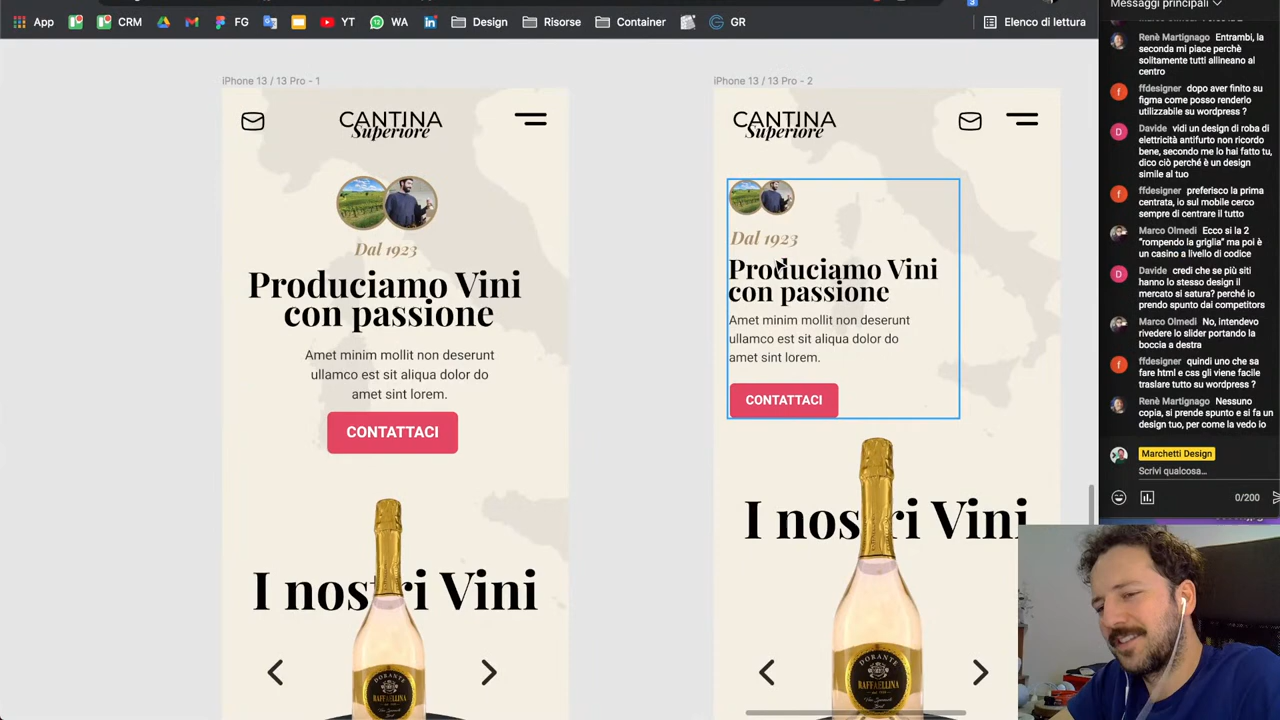 App
CRM
FG
YT
WA
Design
Risorse
Container
GR
Elenco di lettura
iPhone 13 / 13 Pro - 1
CANTINA
Superiore
Dal 1923
Produciamo Vini
con passione
Amet minim mollit non deserunt
ullamco est sit aliqua dolor do
amet sint lorem.
CONTATTACI
I nostri Vini
DORANTE
RAFFAELLINA
iPhone 13 / 13 Pro - 2
CANTINA
Superiore
Dal 1923
Produciamo Vini
con passione
Amet minim mollit non deserunt
ullamco est sit aliqua dolor do
amet sint lorem.
CONTATTACI
I nostri Vini
DORANTE
RAFFAELLINA
Messaggi principali
Renè Martignago Entrambi, la
seconda mi piace perchè
solitamente tutti allineano al
centro
ffdesigner dopo aver finito su
figma come posso renderlo
utilizzabile su wordpress ?
Davide vidi un design di roba di
elettricità antifurto non ricordo
bene, secondo me lo hai fatto tu,
dico ciò perché è un design
simile al tuo
ffdesigner preferisco la prima
centrata, io sul mobile cerco
sempre di centrare il tutto
Marco Olmedi Ecco si la 2
"rompendo la griglia" ma poi è
un casino a livello di codice
Davide credi che se più siti
hanno lo stesso design il
mercato si satura? perché io
prendo spunto dai competitors
Marco Olmedi No, intendevo
rivedere lo slider portando la
boccia a destra
ffdesigner quindi uno che sa
fare html e css gli viene facile
traslare tutto su wordpress ?
Renè Martignago Nessuno
copia, si prende spunto e si fa un
design tuo, per come la vedo io
Marchetti Design
Scrivi qualcosa...
0/200